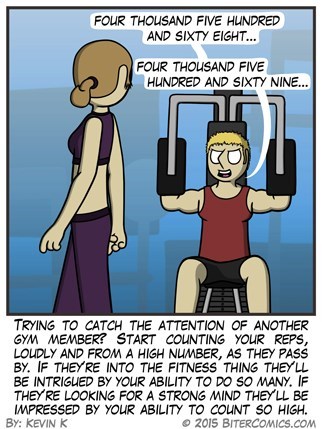 FOUR THOUSAND FIVE HUNDRED
AND SIXTY EIGHT...
FOUR THOUSAND FIVE
HUNDRED AND SIXTY NINE...
TRYING TO CATCH THE ATTENTION OF ANOTHER
GYM MEMBER? START COUNTING YOUR REPS,
LOUDLY AND FROM A HIGH NUMBER, AS THEY PASS
BY. IF THEY'RE INTO THE FITNESS THING THEY'LL
BE INTRIGUED BY YOUR ABILITY TO DO SO MANY. IF
THEY'RE LOOKING FOR A STRONG MIND THEY'LL BE
IMPRESSED BY YOUR ABILITY TO COUNT SO HIGH.
BY: KEVIN K © 2015 BITERCOMICS.COM